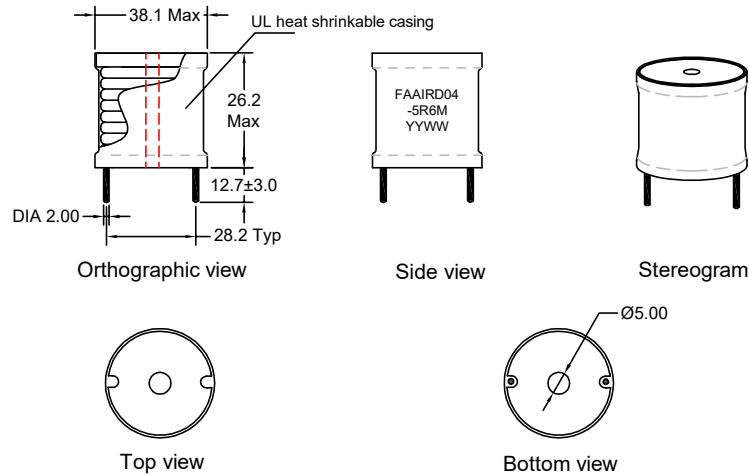 38.1 Max
UL heat shrinkable casing
26.2
Max
12.7±3.0
DIA 2.00
28.2 Typ
Orthographic view
FAAIRD04
-5R6M
YYWW
Side view
Stereogram
Top view
Ø5.00
Bottom view